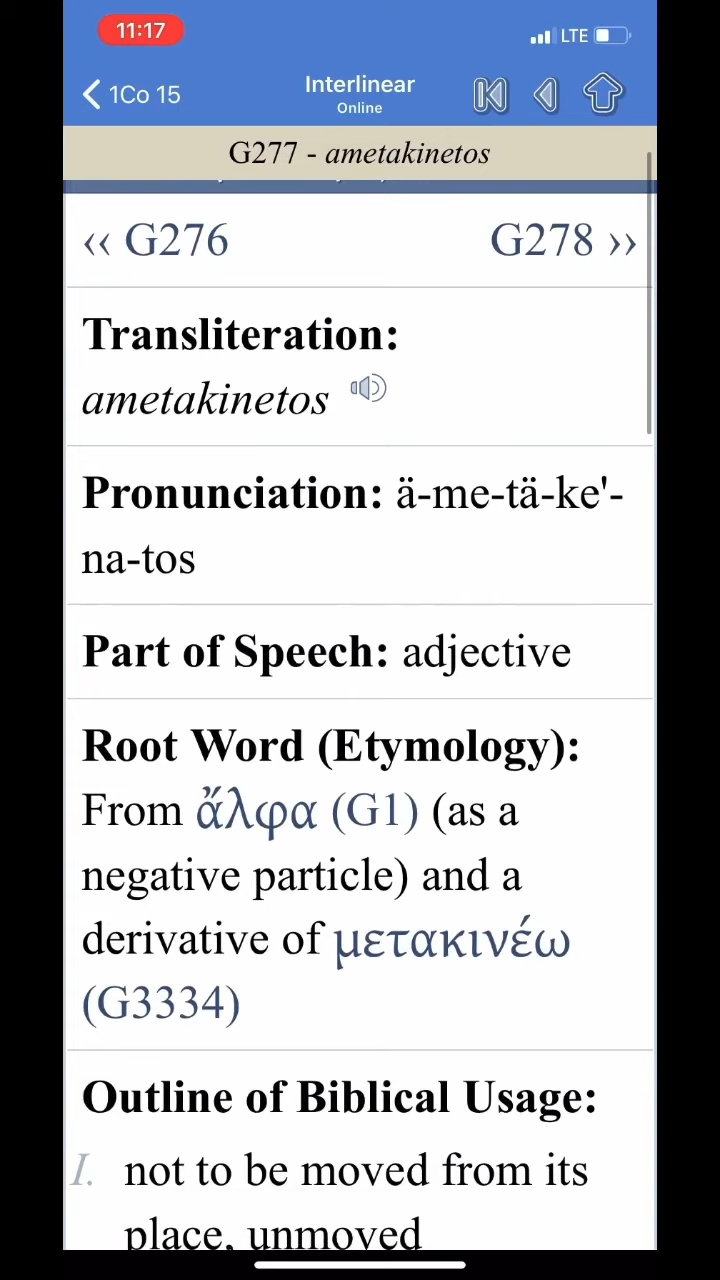 11:17
LTE
1Co 15
Interlinear
Online
G277 - ametakinetos
‹‹ G276
G278 ››
Transliteration:
ametakinetos
Pronunciation: ä-me-tä-ke'-
na-tos
Part of Speech: adjective
Root Word (Etymology):
From ἄλφα (G1) (as a
negative particle) and a
derivative of μετακινέω
(G3334)
Outline of Biblical Usage:
I. not to be moved from its
place, unmoved